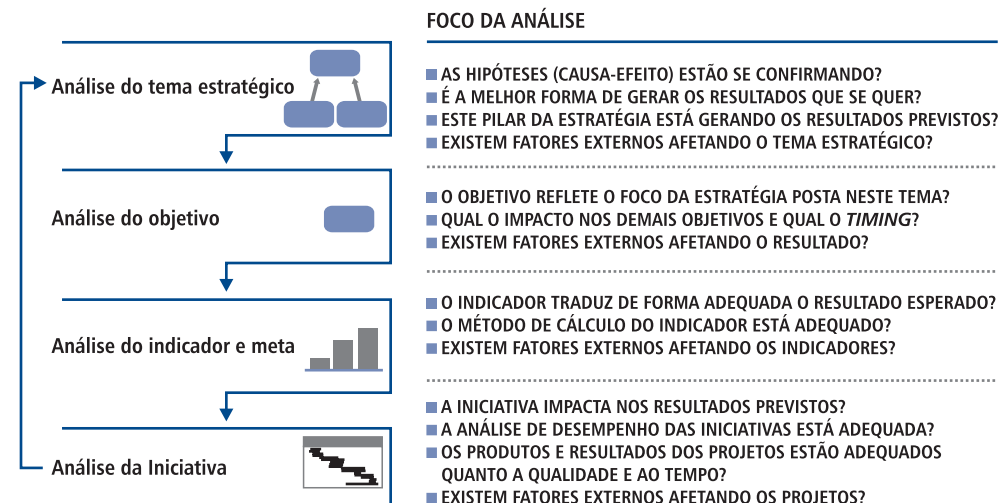 FOCO DA ANÁLISE
Análise do tema estratégico
AS HIPÓTESES (CAUSA-EFEITO) ESTÃO SE CONFIRMANDO?
É A MELHOR FORMA DE GERAR OS RESULTADOS QUE SE QUER?
ESTE PILAR DA ESTRATÉGIA ESTÁ GERANDO OS RESULTADOS PREVISTOS?
EXISTEM FATORES EXTERNOS AFETANDO O TEMA ESTRATÉGICO?
Análise do objetivo
O OBJETIVO REFLETE O FOCO DA ESTRATÉGIA POSTA NESTE TEMA?
QUAL O IMPACTO NOS DEMAIS OBJETIVOS E QUAL O TIMING?
EXISTEM FATORES EXTERNOS AFETANDO O RESULTADO?
Análise do indicador e meta
O INDICADOR TRADUZ DE FORMA ADEQUADA O RESULTADO ESPERADO?
O MÉTODO DE CÁLCULO DO INDICADOR ESTÁ ADEQUADO?
EXISTEM FATORES EXTERNOS AFETANDO OS INDICADORES?
Análise da Iniciativa
A INICIATIVA IMPACTA NOS RESULTADOS PREVISTOS?
A ANÁLISE DE DESEMPENHO DAS INICIATIVAS ESTÁ ADEQUADA?
OS PRODUTOS E RESULTADOS DOS PROJETOS ESTÃO ADEQUADOS
QUANTO A QUALIDADE E AO TEMPO?
EXISTEM FATORES EXTERNOS AFETANDO OS PROJETOS?